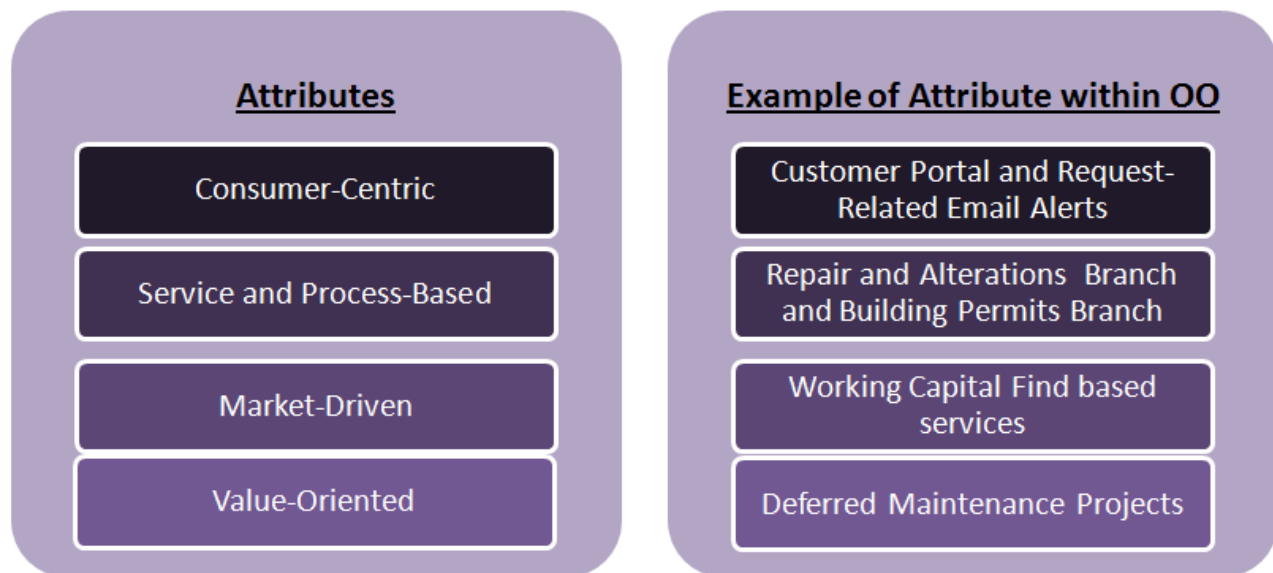 Attributes
Consumer-Centric
Service and Process-Based
Market-Driven
Value-Oriented
Example of Attribute within OO
Customer Portal and Request-
Related Email Alerts
Repair and Alterations Branch
and Building Permits Branch
Working Capital Find based
services
Deferred Maintenance Projects